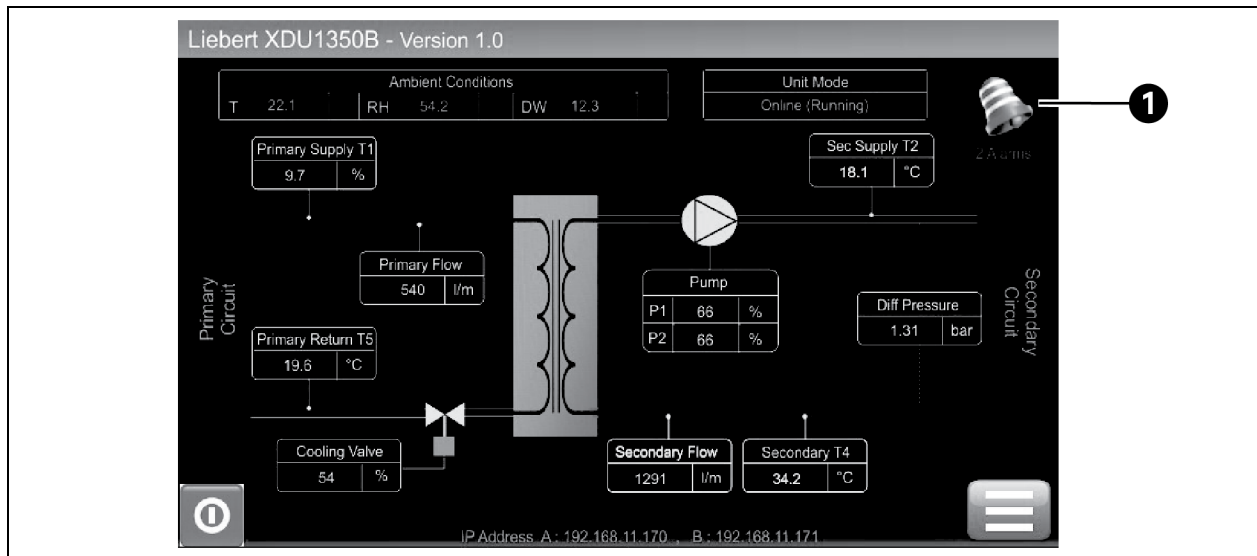 Liebert XDU1350B - Version 1.0
Ambient Conditions
T 22.1 RH 54.2 DW 12.3
Unit Mode
Online (Running)
1
2 Alarms
Primary Supply T1
9.7 %
Sec Supply T2
18.1 °C
Primary Flow
540 l/m
Pump
P1 66 %
P2 66 %
Diff Pressure
1.31 bar
Primary
Circuit
Secondary
Circuit
Primary Return T5
19.6 °C
Cooling Valve
54 %
Secondary Flow
1291 l/m
Secondary T4
34.2 °C
IP Address A : 192.168.11.170 , B : 192.168.11.171